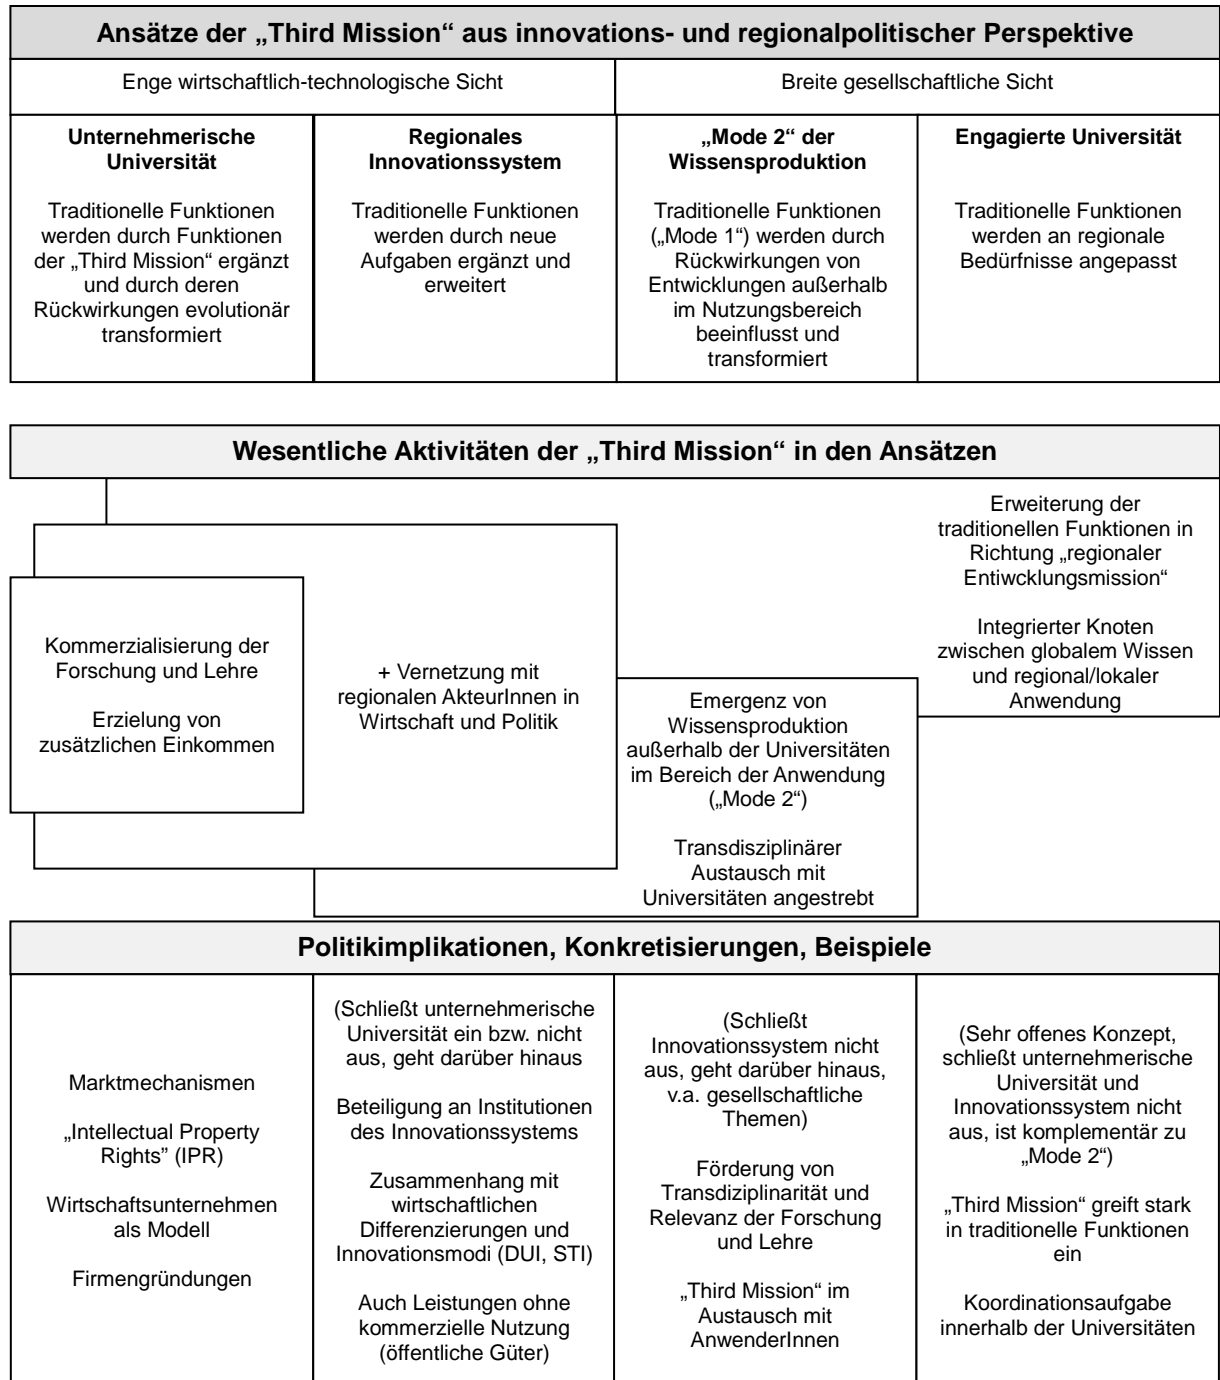 Ansätze der „Third Mission“ aus innovations- und regionalpolitischer Perspektive
Enge wirtschaftlich-technologische Sicht
Breite gesellschaftliche Sicht
Unternehmerische
Universität
Traditionelle Funktionen
werden durch Funktionen
der „Third Mission“ ergänzt
und durch deren
Rückwirkungen evolutionär
transformiert
Regionales
Innovationssystem
Traditionelle Funktionen
werden durch neue
Aufgaben ergänzt und
erweitert
„Mode 2“ der
Wissensproduktion
Traditionelle Funktionen
(„Mode 1“) werden durch
Rückwirkungen von
Entwicklungen außerhalb
im Nutzungsbereich
beeinflusst und
transformiert
Engagierte Universität
Traditionelle Funktionen
werden an regionale
Bedürfnisse angepasst
Wesentliche Aktivitäten der „Third Mission“ in den Ansätzen
Kommerzialisierung der
Forschung und Lehre
Erzielung von
zusätzlichen Einkommen
+ Vernetzung mit
regionalen AkteurInnen in
Wirtschaft und Politik
Emergenz von
Wissensproduktion
außerhalb der Universitäten
im Bereich der Anwendung
(„Mode 2“)
Transdisziplinärer
Austausch mit
Universitäten angestrebt
Erweiterung der
traditionellen Funktionen in
Richtung „regionaler
Entiwcklungsmission“
Integrierter Knoten
zwischen globalem Wissen
und regional/lokaler
Anwendung
Politikimplikationen, Konkretisierungen, Beispiele
Marktmechanismen
„Intellectual Property
Rights” (IPR)
Wirtschaftsunternehmen
als Modell
Firmengründungen
(Schließt unternehmerische
Universität ein bzw. nicht
aus, geht darüber hinaus
Beteiligung an Institutionen
des Innovationssystems
Zusammenhang mit
wirtschaftlichen
Differenzierungen und
Innovationsmodi (DUI, STI)
Auch Leistungen ohne
kommerzielle Nutzung
(öffentliche Güter)
(Schließt
Innovationssystem nicht
aus, geht darüber hinaus,
v.a. gesellschaftliche
Themen)
Förderung von
Transdiziplinarität und
Relevanz der Forschung
und Lehre
„Third Mission“ im
Austausch mit
AnwenderInnen
(Sehr offenes Konzept,
schließt unternehmerische
Universität und
Innovationssystem nicht
aus, ist komplementär zu
„Mode 2“)
„Third Mission“ greift stark
in traditionelle Funktionen
ein
Koordinationsaufgabe
innerhalb der Universitäten